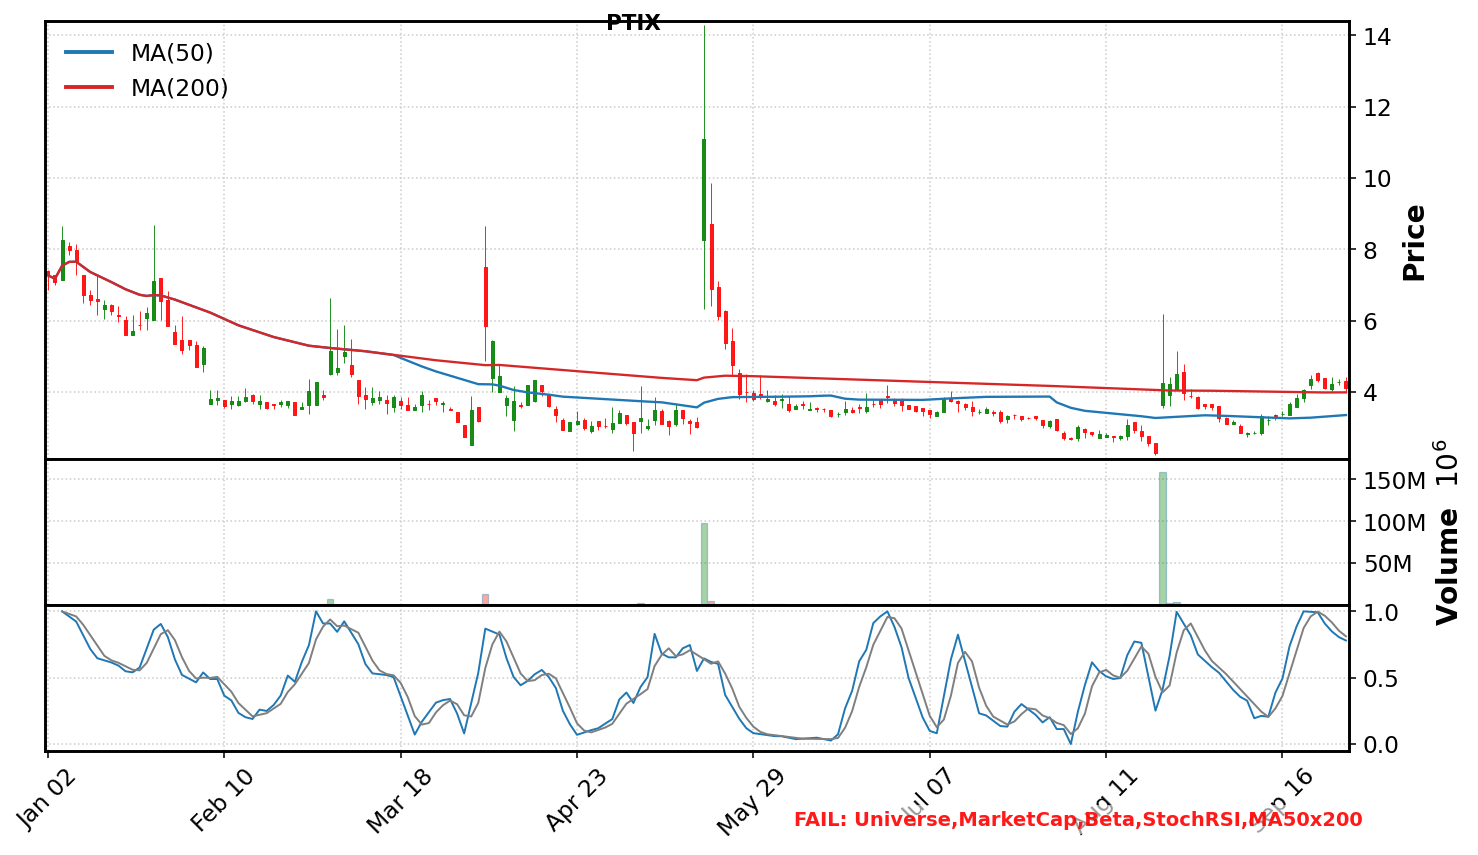 PTIX
MA(50)
MA(200)
14
12
10
8
6
4
Price
150M
100M
50M
Volume 10^6
1.0
0.5
0.0
Jan 02
Feb 10
Mar 18
Apr 23
May 29
Jul 07
Aug 11
Sep 16
FAIL: Universe,MarketCap,Beta,StochRSI,MA50x200